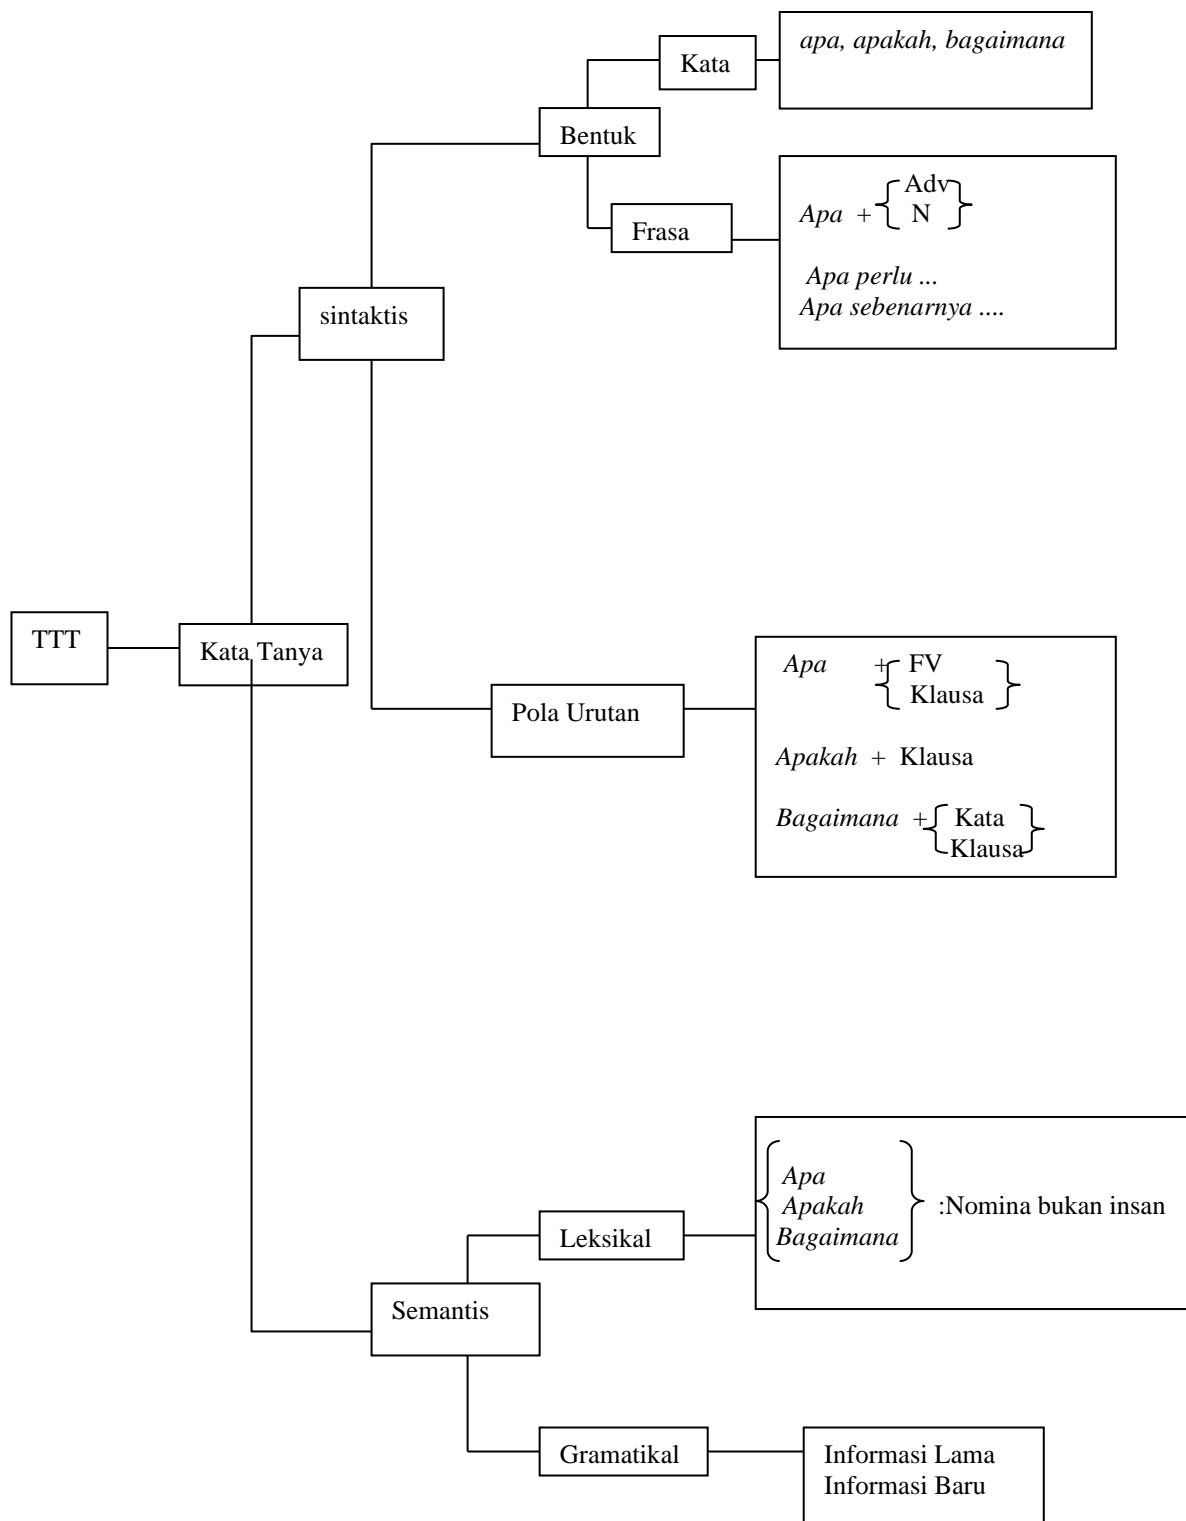 apa, apakah, bagaimana
Kata
Bentuk
Adv
Apa + N
Frasa
Apa perlu ...
Apa sebenarnya ....
sintaktis
TTT
Kata Tanya
Apa + FV
Klausa
Pola Urutan
Apakah + Klausa
Bagaimana + Kata
Klausa
Apa
Apakah :Nomina bukan insan
Bagaimana
Leksikal
Semantis
Gramatikal
Informasi Lama
Informasi Baru